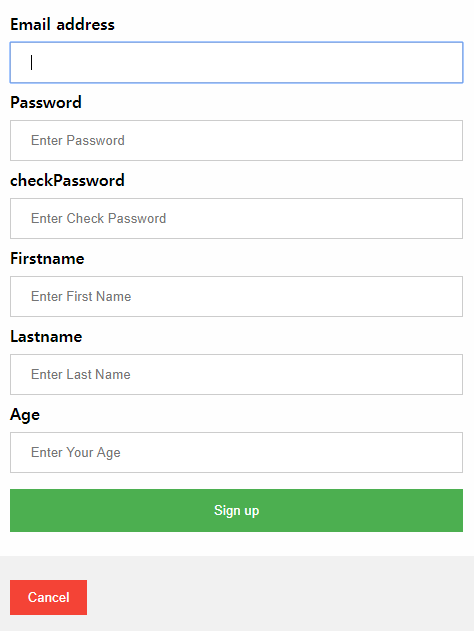 Email address
Password
Enter Password
checkPassword
Enter Check Password
Firstname
Enter First Name
Lastname
Enter Last Name
Age
Enter Your Age
Sign up
Cancel